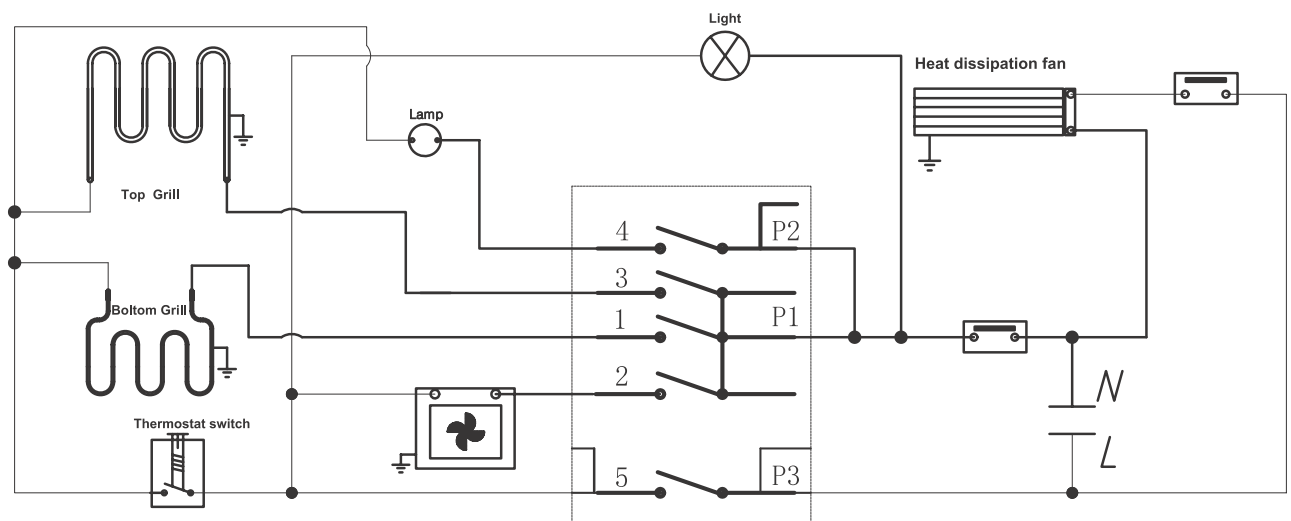 Light
Heat dissipation fan
Lamp
Top Grill
4
P2
3
Boltom Grill
1
P1
2
N
Thermostat switch
L
5
P3